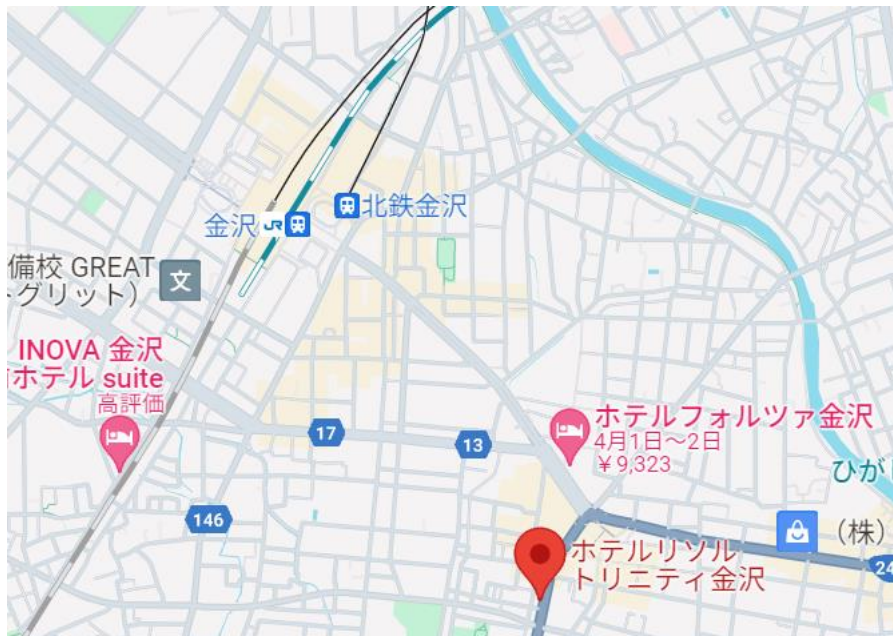 北鉄金沢
金沢
JR
備校 GREAT
トグリット）
文
INOVA 金沢
ホテル suite
高評価
17
13
ホテルフォルツァ金沢
4月1日～2日
￥9,323
ひが
146
（株）
ホテルリソル
トリニティ金沢
24